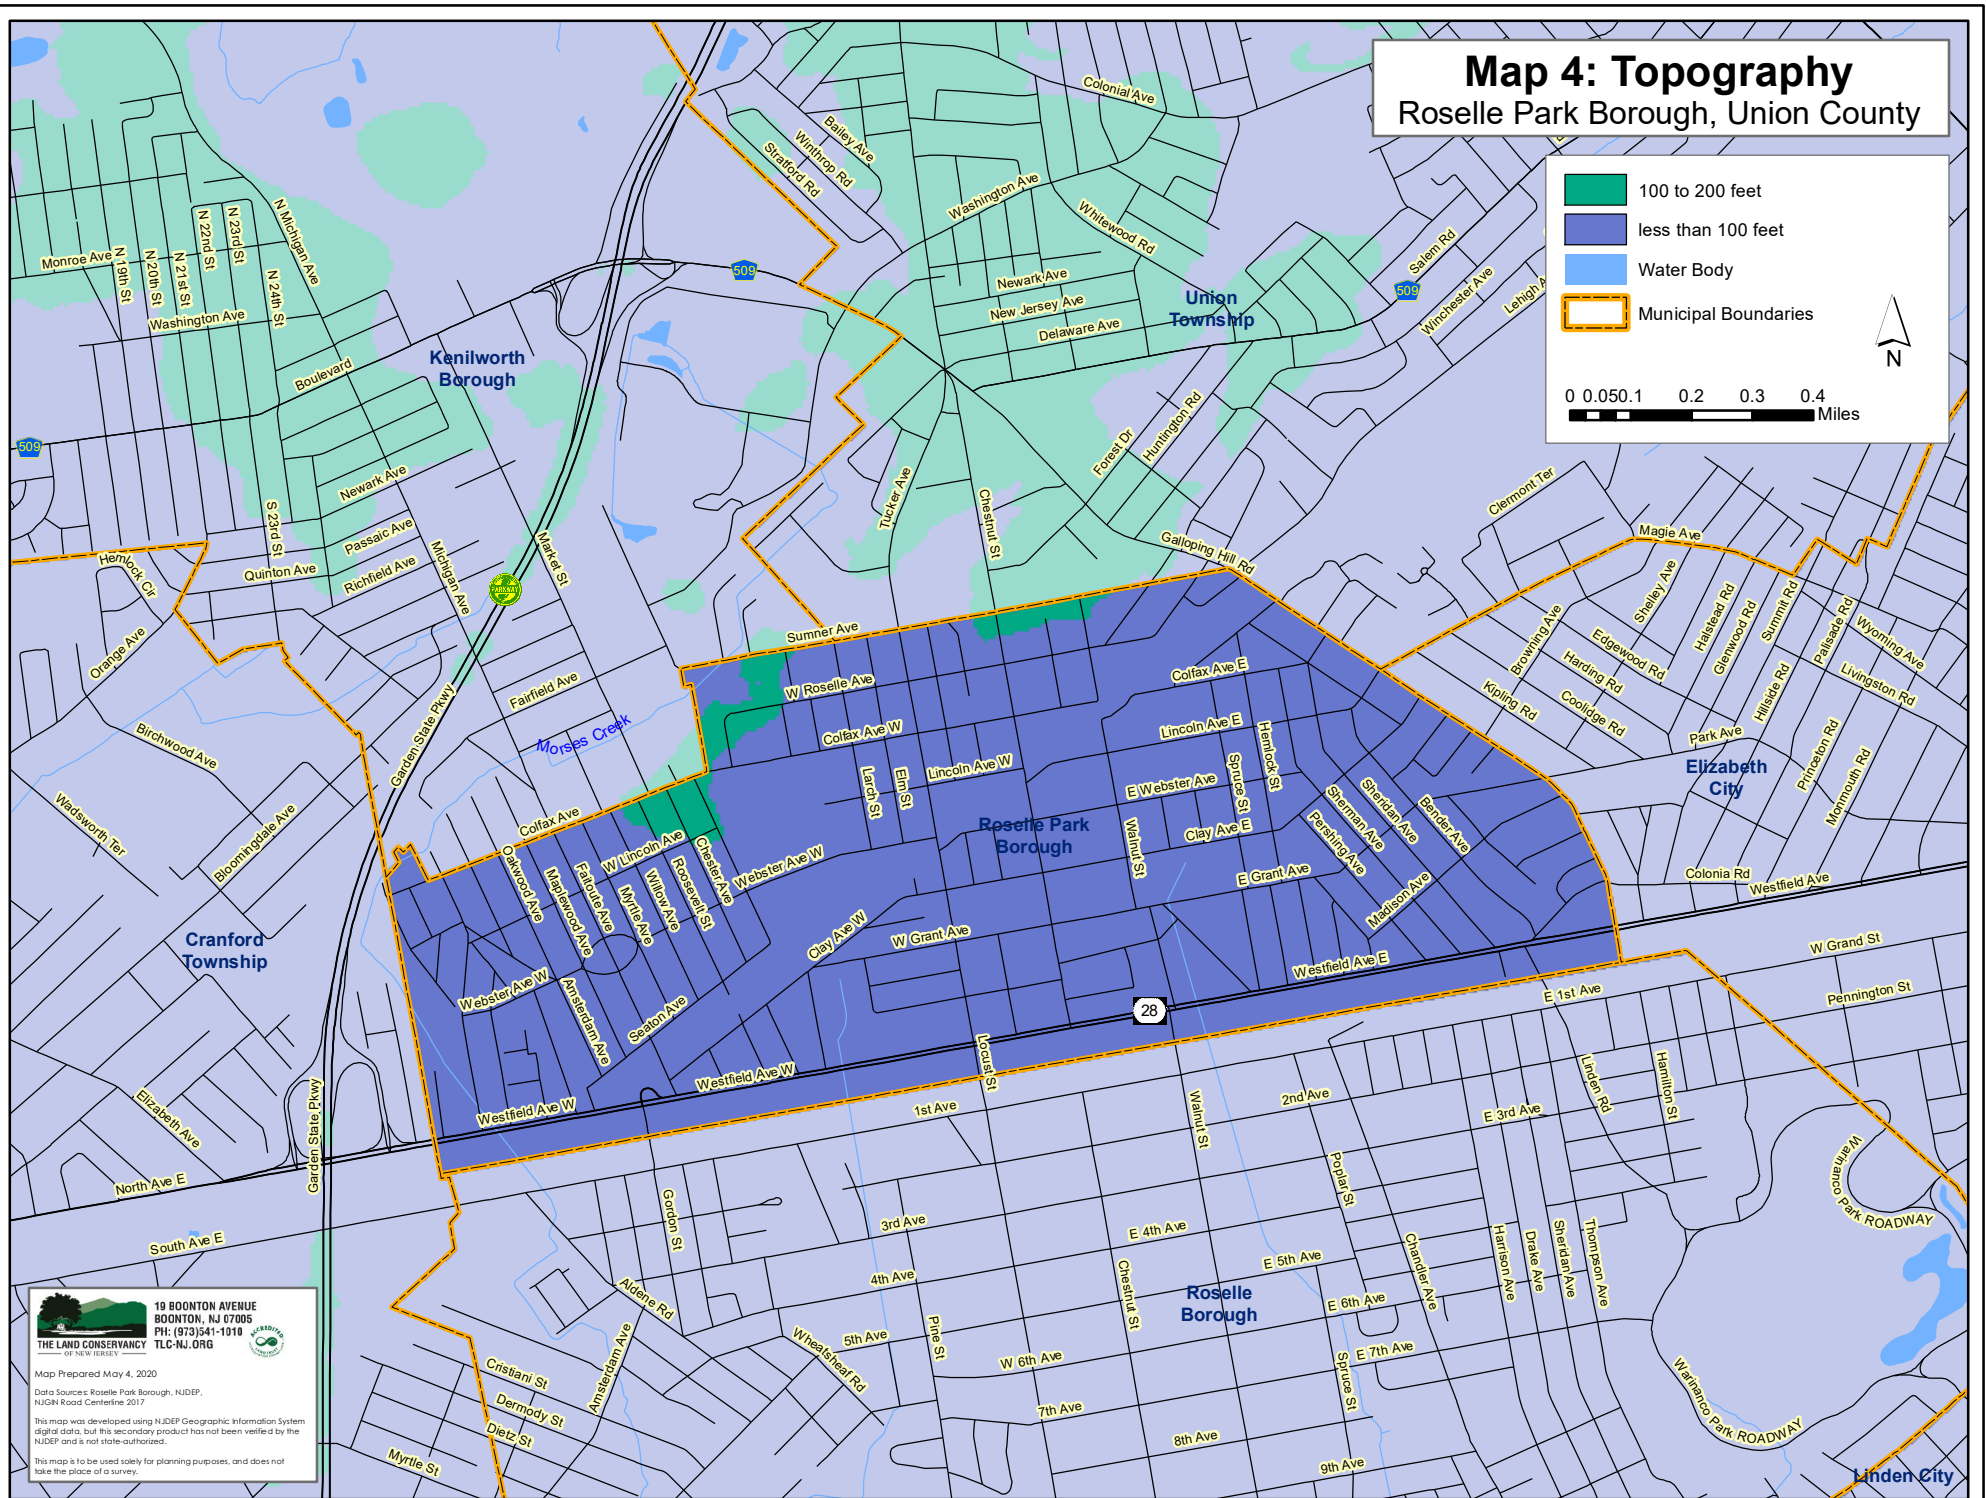 Map 4: Topography
Roselle Park Borough, Union County
100 to 200 feet
less than 100 feet
Water Body
Municipal Boundaries
N
0 0.05 0.1 0.2 0.3 0.4
Miles
Colonial Ave
Bailey Ave
Winthrop Rd
Stratford Rd
Washington Ave
Whitewood Rd
N Michigan Ave
N 23rd St
N 22nd St
Monroe Ave
N 19th St
N 20th St
N 21st St
N 24th St
Washington Ave
509
Newark Ave
New Jersey Ave
Delaware Ave
Union
Township
509
Salem Rd
Winchester Ave
Lehigh A
Kenilworth
Borough
Boulevard
509
Forest Dr
Huntington Rd
Newark Ave
Tucker Ave
Chestnut St
Clermont Ter
S 23rd St
Passaic Ave
Market St
Galloping Hill Rd
Magie Ave
Hemlock Cir
Quinton Ave
Richfield Ave
Michigan Ave
PARKWAY
Shelley Ave
Halstead Rd
Glenwood Rd
Summit Rd
Palisade Rd
Wyoming Ave
Orange Ave
Sumner Ave
Browning Ave
Edgewood Rd
Harding Rd
Livingston Rd
Fairfield Ave
W Roselle Ave
Colfax Ave E
Kipling Rd
Coolidge Rd
Hillside Rd
Garden State Pkwy
Morses Creek
Birchwood Ave
Colfax Ave W
Lincoln Ave E
Hemlock St
Park Ave
Princeton Rd
Monmouth Rd
Larch St
Elm St
Lincoln Ave W
Spruce St
Elizabeth
City
E Webster Ave
Sheridan Ave
Sherman Ave
Bender Ave
Pershing Ave
Wadsworth Ter
Bloomingdale Ave
Colfax Ave
Roselle Park
Borough
Walnut St
Clay Ave E
W Lincoln Ave
Chester Ave
Webster Ave W
Oakwood Ave
Maplewood Ave
Faitoute Ave
Myrtle Ave
Willow Ave
Roosevelt St
E Grant Ave
Madison Ave
Colonia Rd
Westfield Ave
Cranford
Township
Clay Ave W
W Grant Ave
W Grand St
Westfield Ave E
Webster Ave W
Amsterdam Ave
Seaton Ave
28
E 1st Ave
Pennington St
Locust St
Westfield Ave W
Westfield Ave W
1st Ave
Walnut St
2nd Ave
Linden Rd
Hamilton St
E 3rd Ave
Elizabeth Ave
Garden State Pkwy
North Ave E
South Ave E
Gordon St
3rd Ave
E 4th Ave
Poplar St
Warinanco Park ROADWAY
4th Ave
Chestnut St
E 5th Ave
Chandler Ave
Harrison Ave
Drake Ave
Sheridan Ave
Thompson Ave
Roselle
Borough
Aldene Rd
E 6th Ave
5th Ave
Pine St
Wheatsheaf Rd
Amsterdam Ave
W 6th Ave
Spruce St
E 7th Ave
Cristiani St
Dermody St
Dietz St
Myrtle St
7th Ave
8th Ave
9th Ave
Warinanco Park ROADWAY
Linden City
THE LAND CONSERVANCY
OF NEW JERSEY
19 BOONTON AVENUE
BOONTON, NJ 07005
PH: (973)541-1010
TLC-NJ.ORG
ACCREDITED
Map Prepared May 4, 2020
Data Sources: Roselle Park Borough, NJDEP,
NJGIN Road Centerline 2017
This map was developed using NJDEP Geographic Information System
digital data, but this secondary product has not been verified by the
NJDEP and is not state-authorized.
This map is to be used solely for planning purposes, and does not
take the place of a survey.